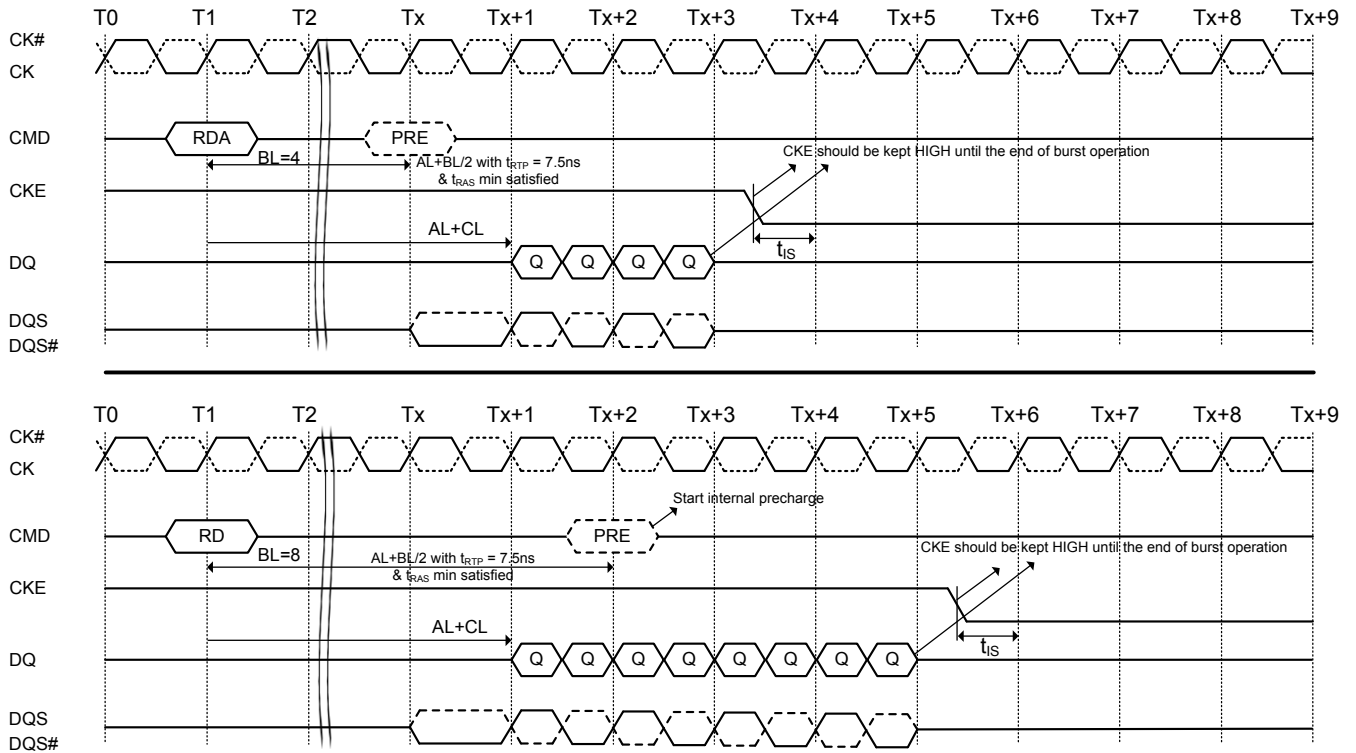 T0 T1 T2 Tx Tx+1 Tx+2 Tx+3 Tx+4 Tx+5 Tx+6 Tx+7 Tx+8 Tx+9
CK#
CK
CMD RDA PRE
BL=4 AL+BL/2 with tRTP = 7.5ns
& tRAS min satisfied
CKE should be kept HIGH until the end of burst operation
CKE
AL+CL
tIS
DQ Q Q Q Q
DQS
DQS#
T0 T1 T2 Tx Tx+1 Tx+2 Tx+3 Tx+4 Tx+5 Tx+6 Tx+7 Tx+8 Tx+9
CK#
CK
Start internal precharge
CMD RD PRE
BL=8 AL+BL/2 with tRTP = 7.5ns
& tRAS min satisfied
CKE should be kept HIGH until the end of burst operation
CKE
AL+CL
tIS
DQ Q Q Q Q Q Q Q Q
DQS
DQS#